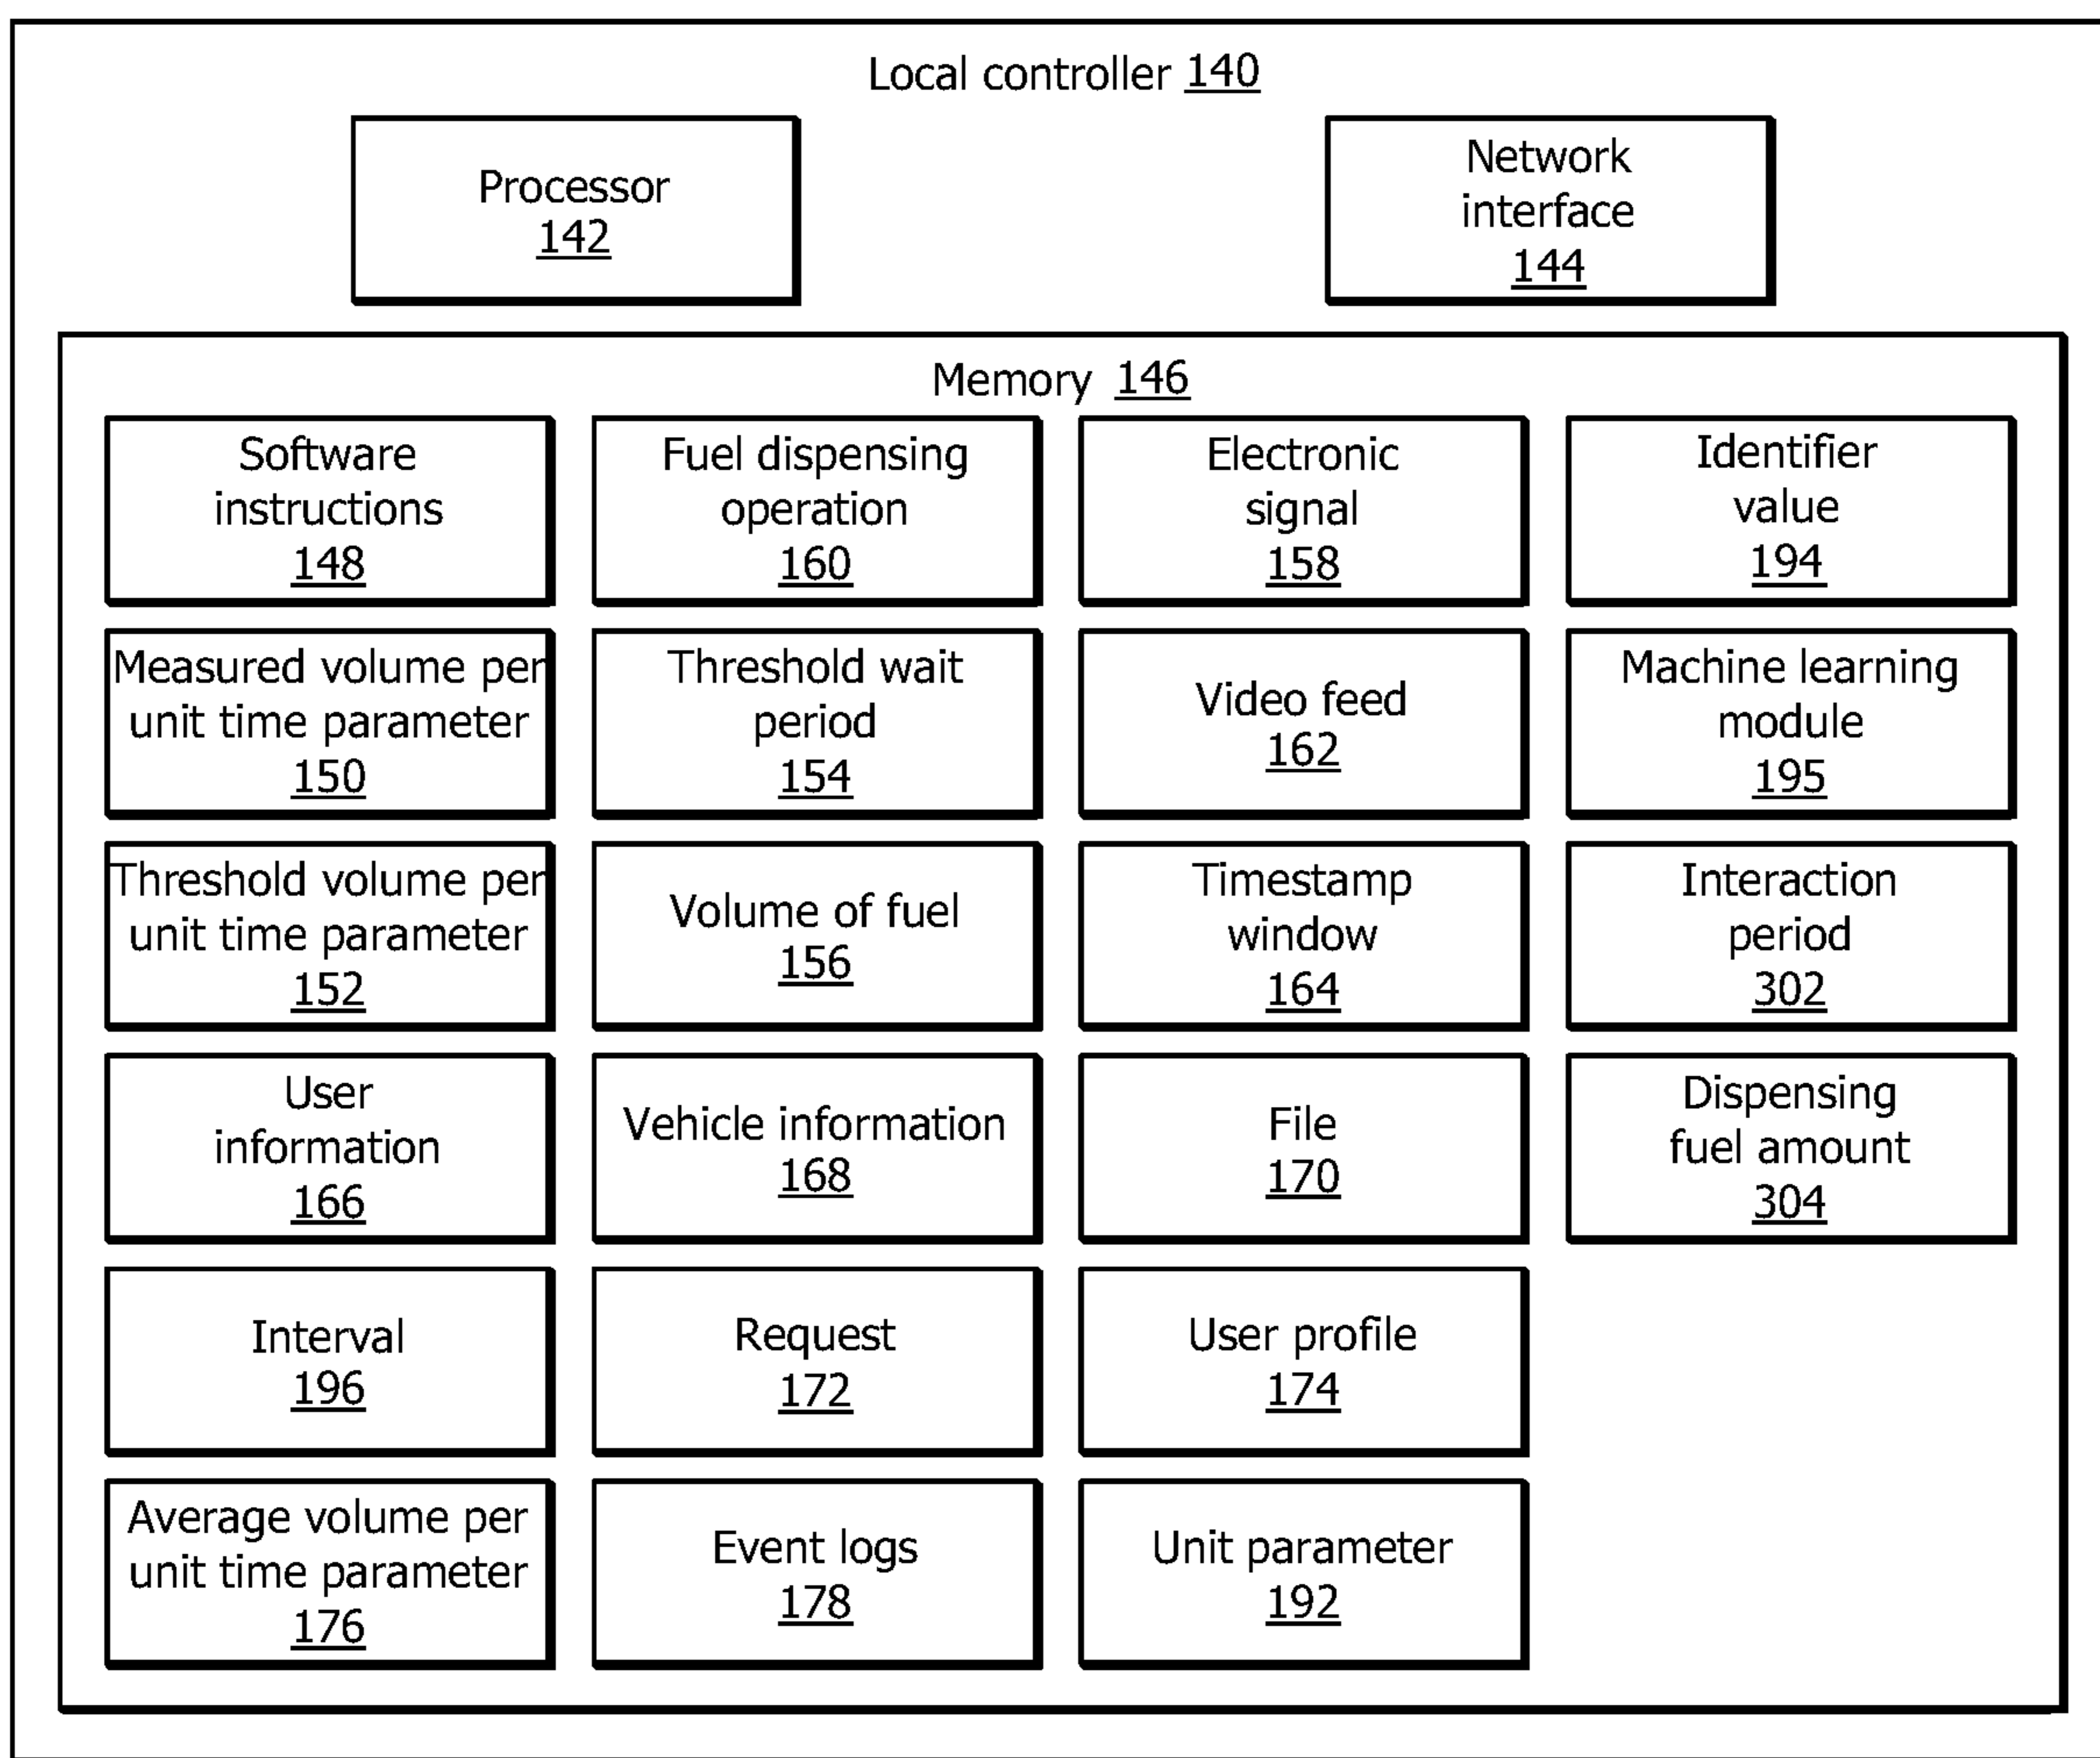 Local controller 140
Processor
142
Network
interface
144
Memory 146
Software
instructions
148
Fuel dispensing
operation
160
Electronic
signal
158
Identifier
value
194
Measured volume per
unit time parameter
150
Threshold wait
period
154
Video feed
162
Machine learning
module
195
Threshold volume per
unit time parameter
152
Volume of fuel
156
Timestamp
window
164
Interaction
period
302
User
information
166
Vehicle information
168
File
170
Dispensing
fuel amount
304
Interval
196
Request
172
User profile
174
Average volume per
unit time parameter
176
Event logs
178
Unit parameter
192